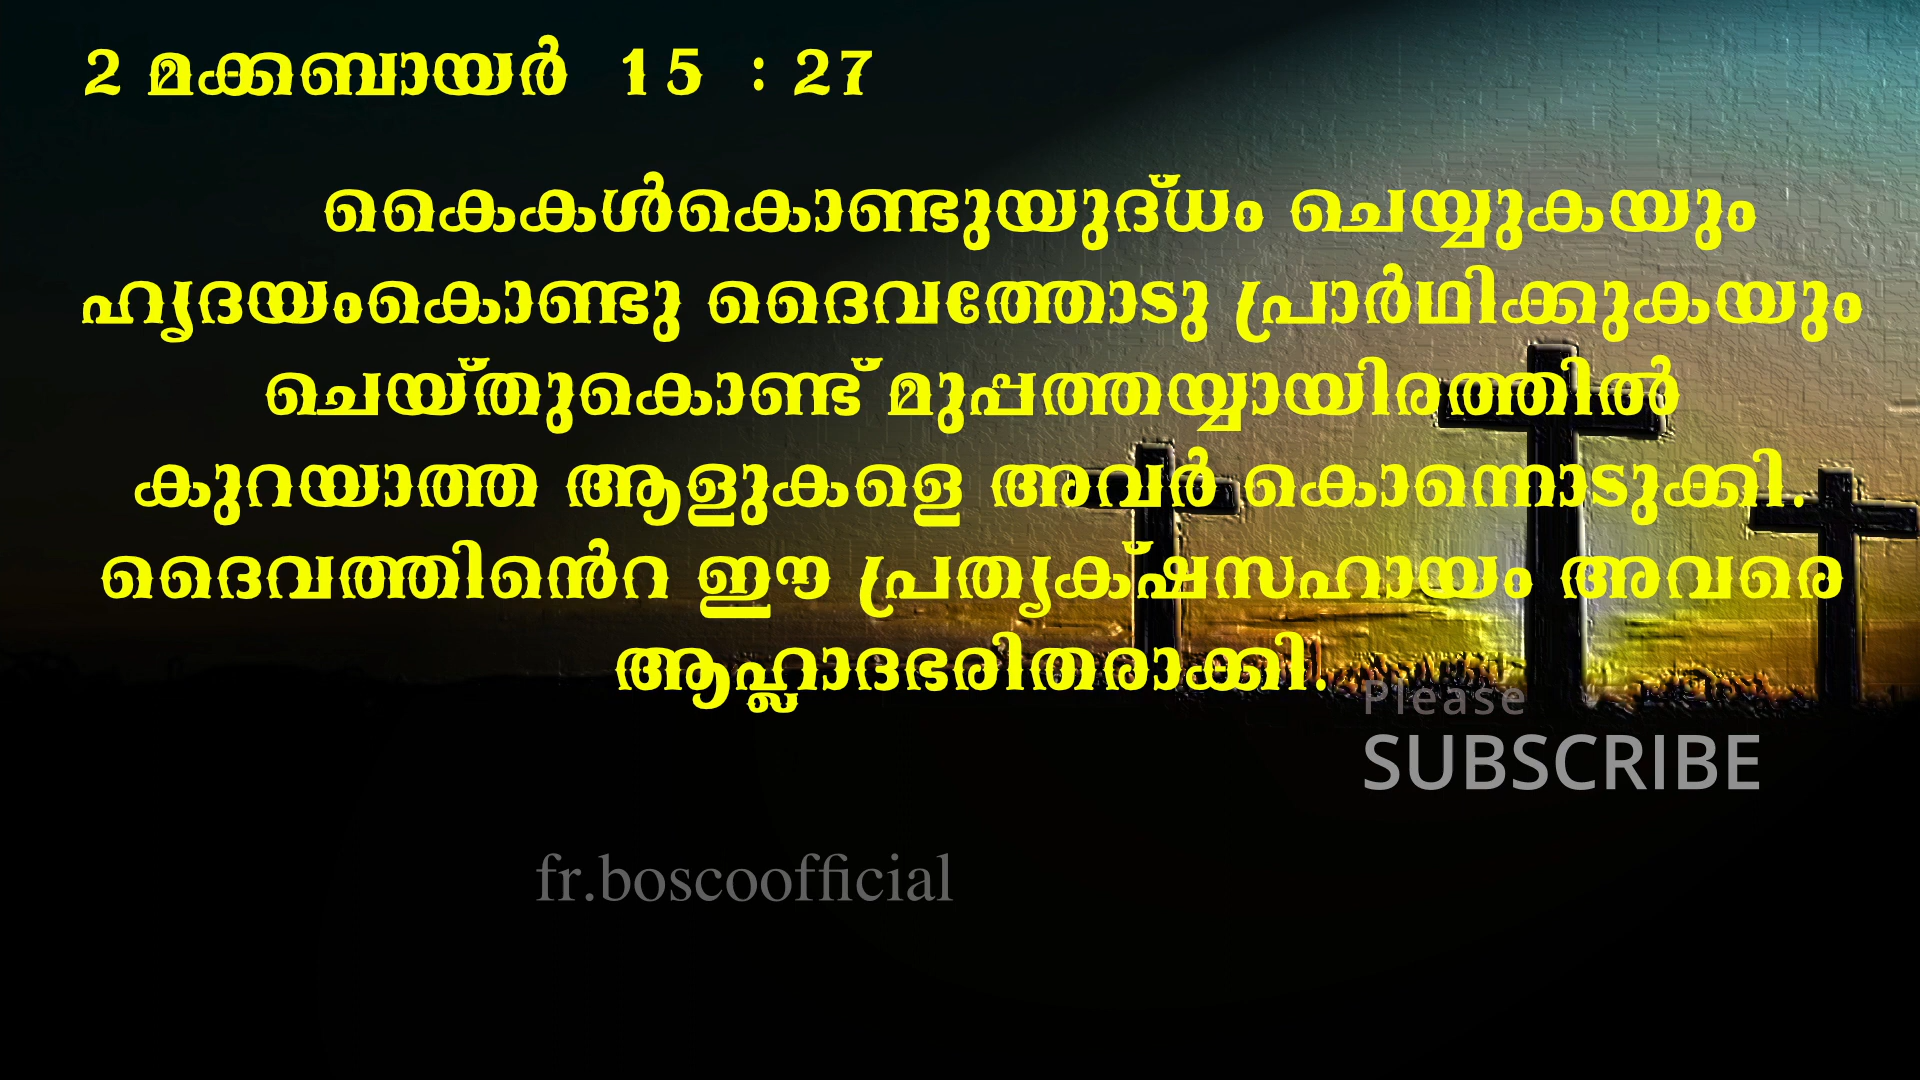 2 മക്കബായർ 15 : 27
കൈകൾകൊണ്ടുയുദ്ധം ചെയ്യുകയും
ഹൃദയംകൊണ്ടു ദൈവത്തോടു പ്രാർഥിക്കുകയും
ചെയ്തുകൊണ്ട് മുപ്പത്തയ്യായിരത്തിൽ
കുറയാത്ത ആളുകളെ അവർ കൊന്നൊടുക്കി.
ദൈവത്തിൻെറ ഈ പ്രത്യക്ഷസഹായം അവരെ
ആഹ്ലാദഭരിതരാക്കി.
Please
SUBSCRIBE
fr.boscoofficial